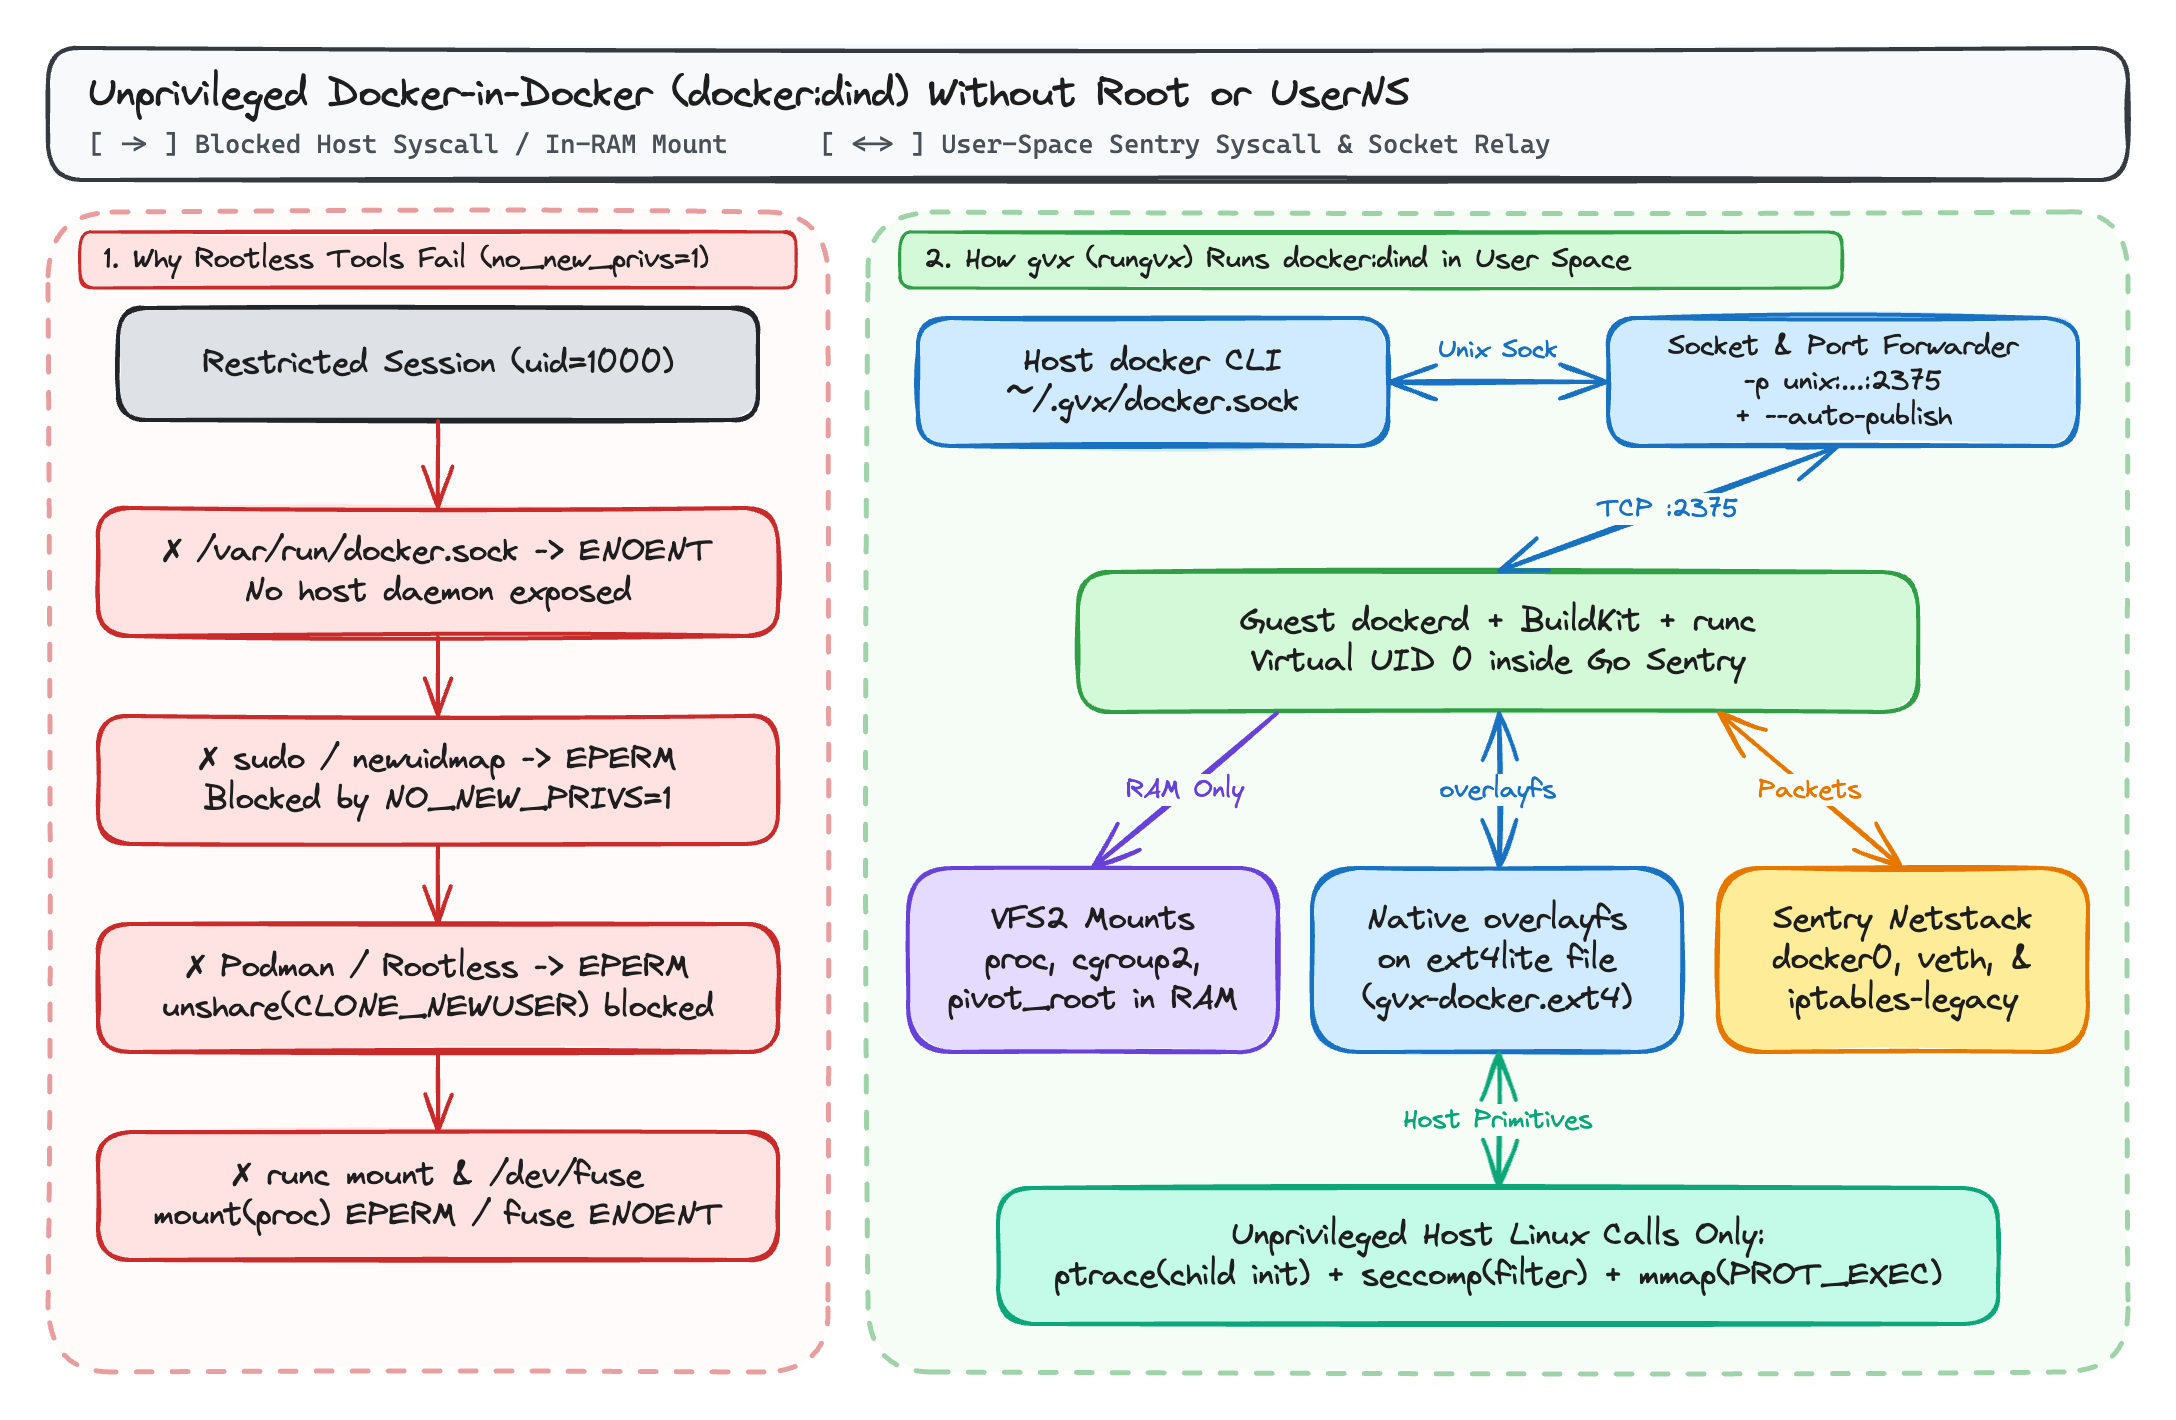 Unprivileged Docker-in-Docker (docker:dind) Without Root or UserNS
[ -> ] Blocked Host Syscall / In-RAM Mount
[ <-> ] User-Space Sentry Syscall & Socket Relay
1. Why Rootless Tools Fail (no_new_privs=1)
Restricted Session (uid=1000)
✗ /var/run/docker.sock -> ENOENT
No host daemon exposed
✗ sudo / newuidmap -> EPERM
Blocked by NO_NEW_PRIVS=1
✗ Podman / Rootless -> EPERM
unshare(CLONE_NEWUSER) blocked
✗ runc mount & /dev/fuse
mount(proc) EPERM / fuse ENOENT
2. How gvx (rungvx) Runs docker:dind in User Space
Host docker CLI
~/.gvx/docker.sock
Unix Sock
Socket & Port Forwarder
-p unix:...:2375
+ --auto-publish
TCP :2375
Guest dockerd + BuildKit + runc
Virtual UID 0 inside Go Sentry
RAM Only
overlayfs
Packets
VFS2 Mounts
proc, cgroup2,
pivot_root in RAM
Native overlayfs
on ext4lite file
(gvx-docker.ext4)
Sentry Netstack
docker0, veth, &
iptables-legacy
Host Primitives
Unprivileged Host Linux Calls Only:
ptrace(child init) + seccomp(filter) + mmap(PROT_EXEC)